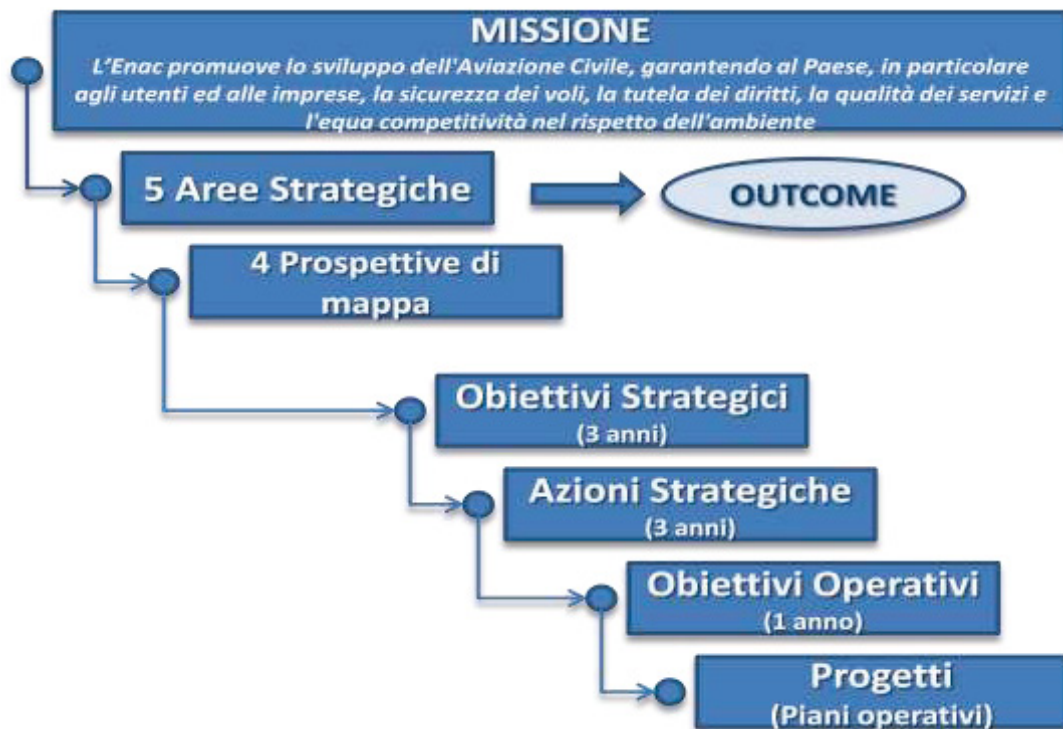 MISSIONE
L'Enac promuove lo sviluppo dell'Aviazione Civile, garantendo al Paese, in particolare
agli utenti ed alle imprese, la sicurezza dei voli, la tutela dei diritti, la qualità dei servizi e
l'equa competitività nel rispetto dell'ambiente
5 Aree Strategiche
OUTCOME
4 Prospettive di
mappa
Obiettivi Strategici
(3 anni)
Azioni Strategiche
(3 anni)
Obiettivi Operativi
(1 anno)
Progetti
(Piani operativi)